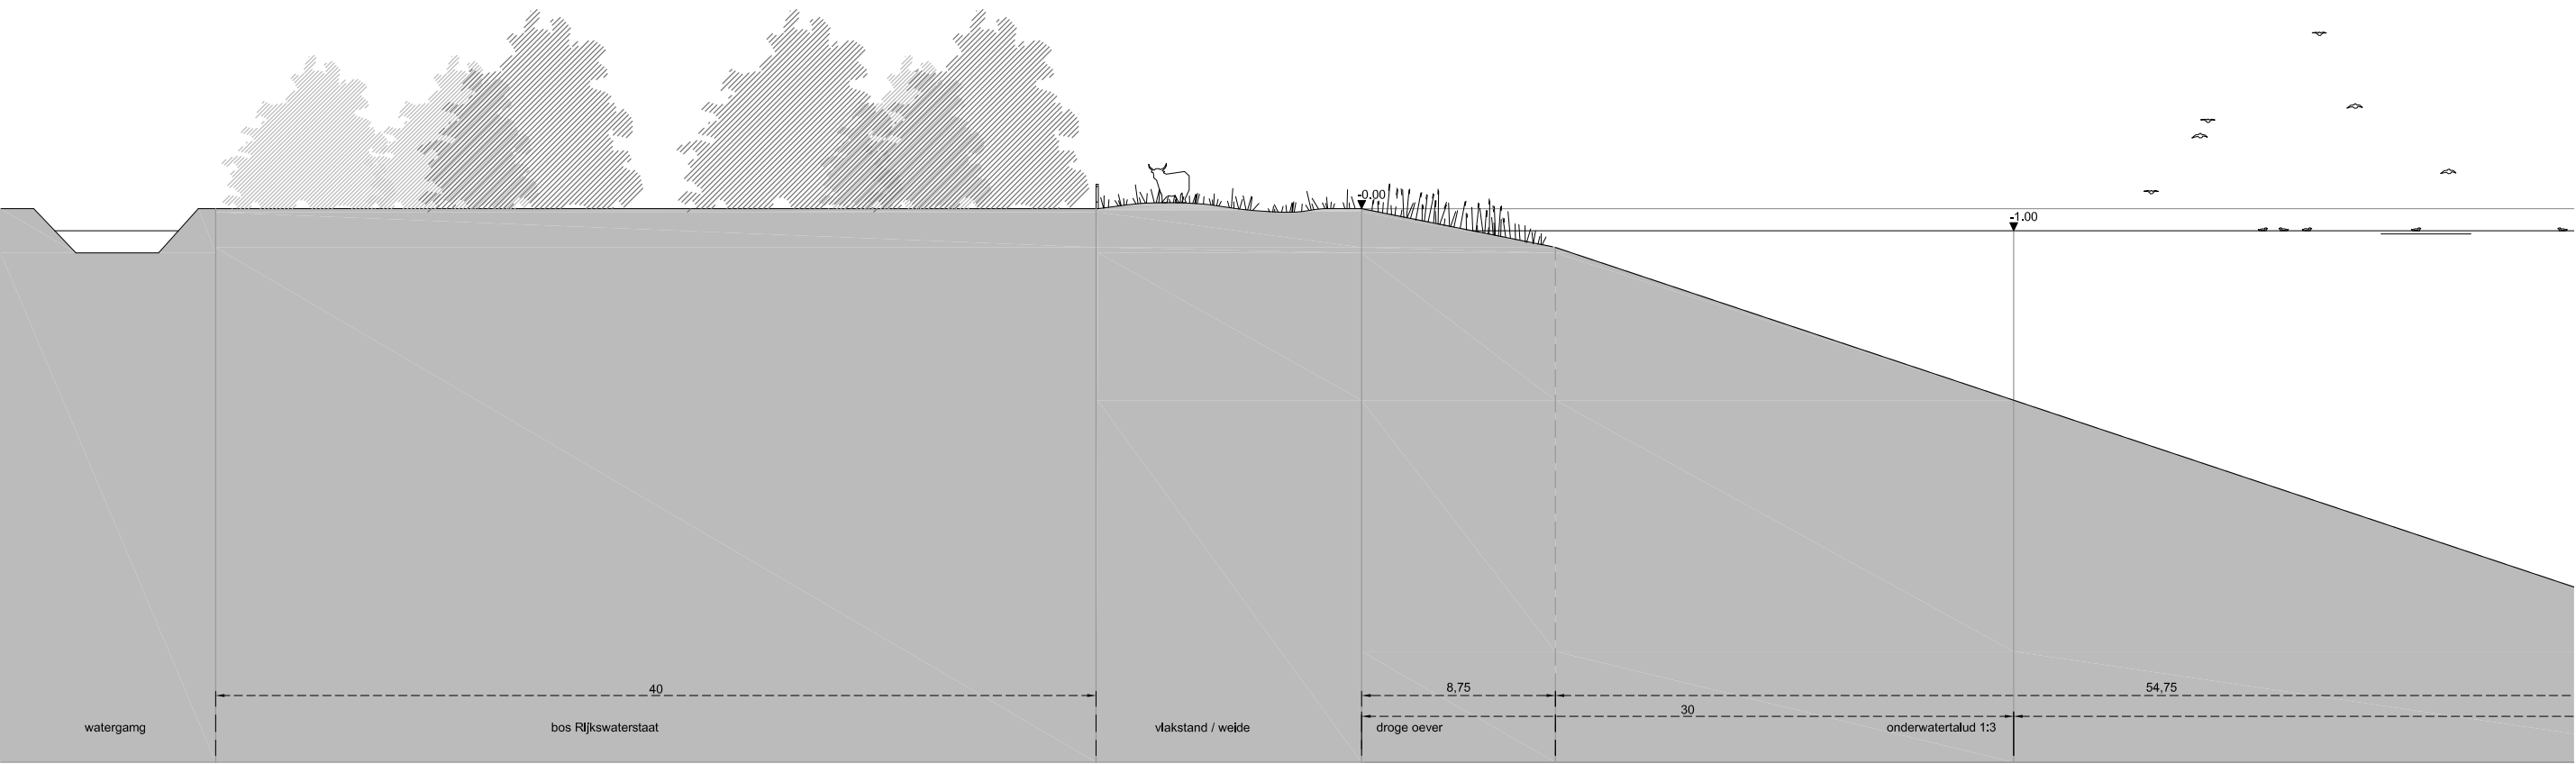 -0.00
-1.00
40
8,75
54,75
30
watergamg
bos Rijkswaterstaat
vlakstand / weide
droge oever
onderwatertalud 1:3